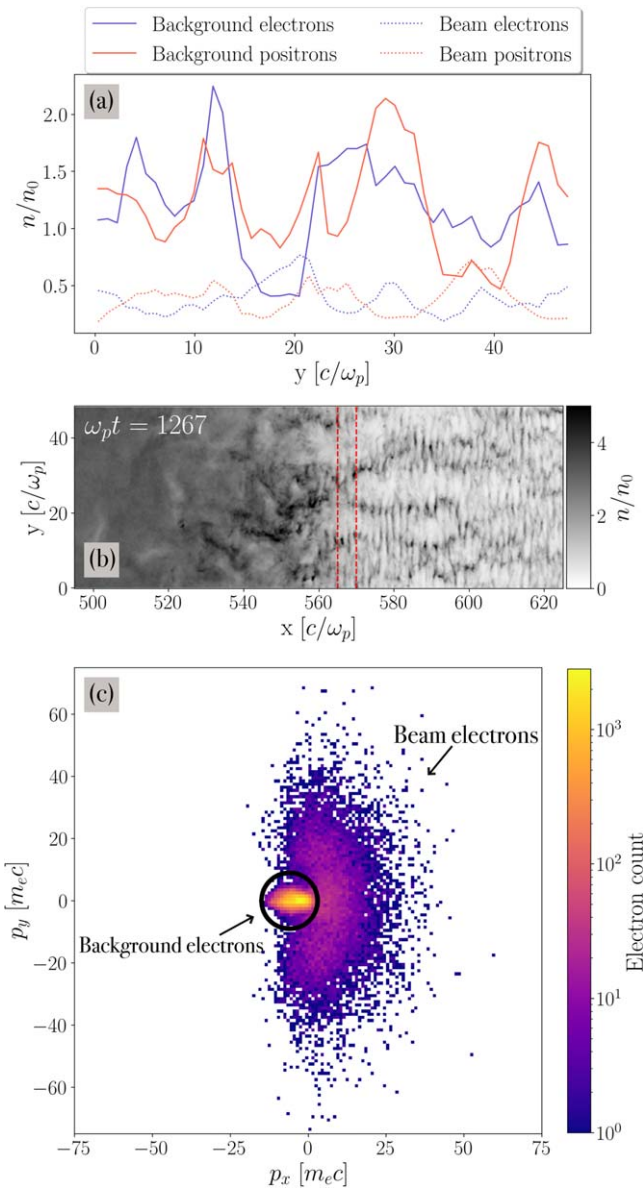 Background electrons
Beam electrons
Background positrons
Beam positrons
(a)
2.0
1.5
1.0
0.5
n/n₀
0 10 20 30 40
y [c/ωₚ]
ωₚt = 1267
(b)
40
20
0
y [c/ωₚ]
500 520 540 560 580 600 620
x [c/ωₚ]
4
2
0
n/n₀
(c)
Beam electrons
Background electrons
60
40
20
0
−20
−40
−60
p_y [mₑc]
−75 −50 −25 0 25 50 75
pₓ [mₑc]
10³
10²
10¹
10⁰
Electron count